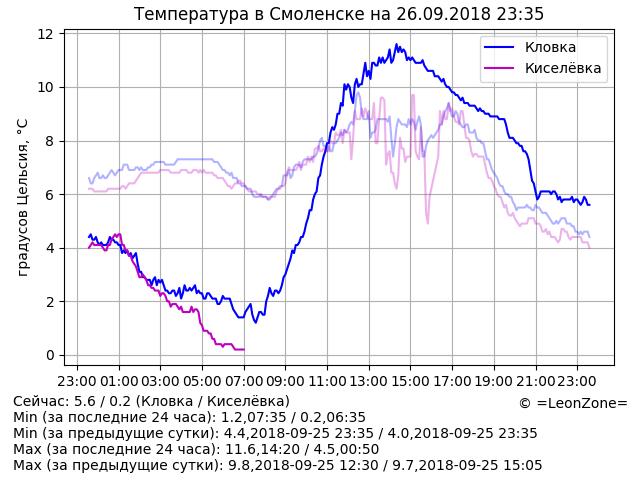 Температура в Смоленске на 26.09.2018 23:35
градусов Цельсия, °C
12
10
8
6
4
2
0
Кловка
Киселёвка
23:00 01:00 03:00 05:00 07:00 09:00 11:00 13:00 15:00 17:00 19:00 21:00 23:00
Сейчас: 5.6 / 0.2 (Кловка / Киселёвка)
© =LeonZone=
Min (за последние 24 часа): 1.2,07:35 / 0.2,06:35
Min (за предыдущие сутки): 4.4,2018-09-25 23:35 / 4.0,2018-09-25 23:35
Max (за последние 24 часа): 11.6,14:20 / 4.5,00:50
Max (за предыдущие сутки): 9.8,2018-09-25 12:30 / 9.7,2018-09-25 15:05